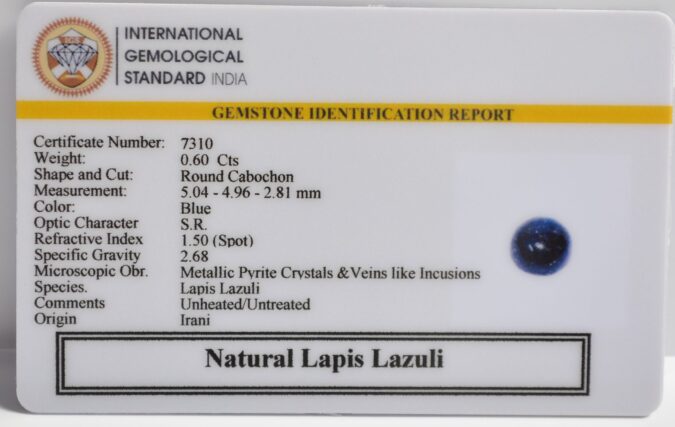 IGS
INTERNATIONAL
GEMOLOGICAL
STANDARD INDIA
GEMSTONE IDENTIFICATION REPORT
Certificate Number: 7310
Weight: 0.60 Cts
Shape and Cut: Round Cabochon
Measurement: 5.04 - 4.96 - 2.81 mm
Color: Blue
Optic Character S.R.
Refractive Index 1.50 (Spot)
Specific Gravity 2.68
Microscopic Obr. Metallic Pyrite Crystals &Veins like Incusions
Species. Lapis Lazuli
Comments Unheated/Untreated
Origin Irani
Natural Lapis Lazuli